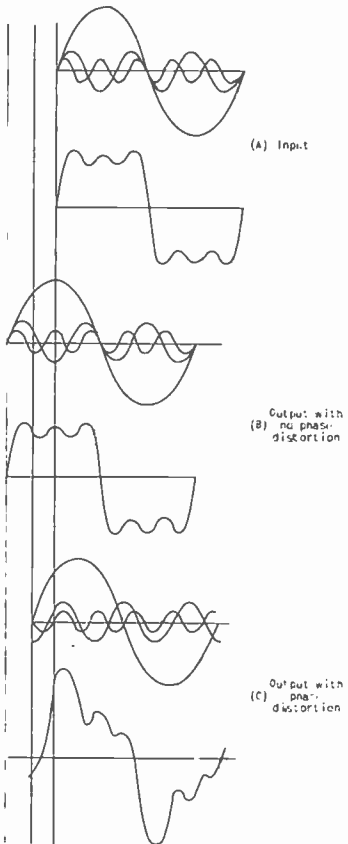 (A) Input
Output with
(B) no phase
distortion
Output with
(C) phase
distortion